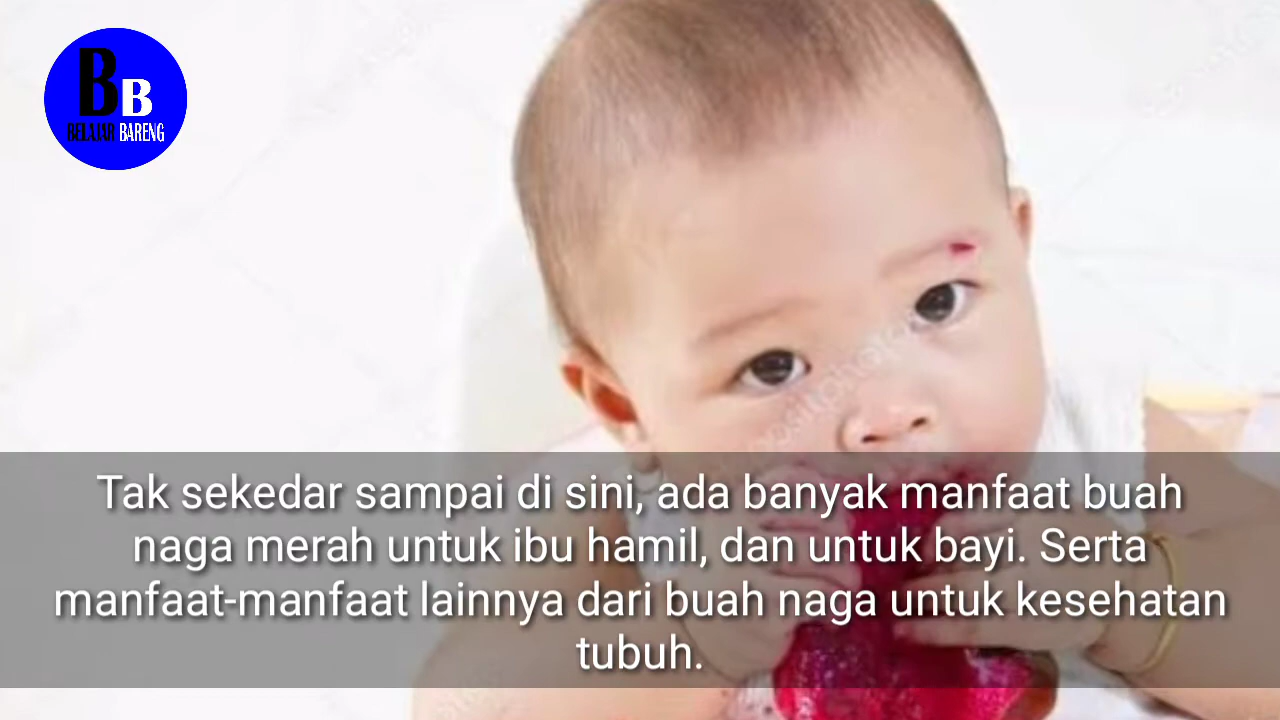 BB
BELAJAR BARENG
Tak sekedar sampai di sini, ada banyak manfaat buah
naga merah untuk ibu hamil, dan untuk bayi. Serta
manfaat-manfaat lainnya dari buah naga untuk kesehatan
tubuh.